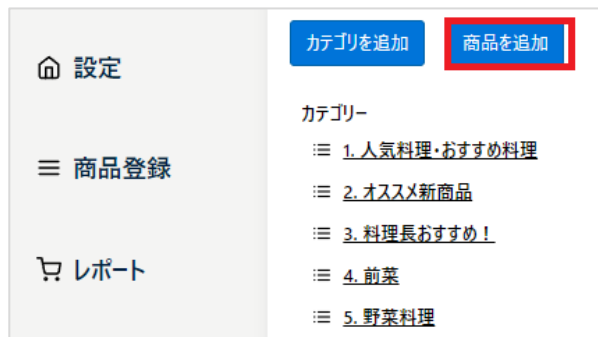 カテゴリを追加 商品を追加
設定
カテゴリー
1. 人気料理・おすすめ料理
商品登録
2. オススメ新商品
3. 料理長おすすめ！
レポート
4. 前菜
5. 野菜料理